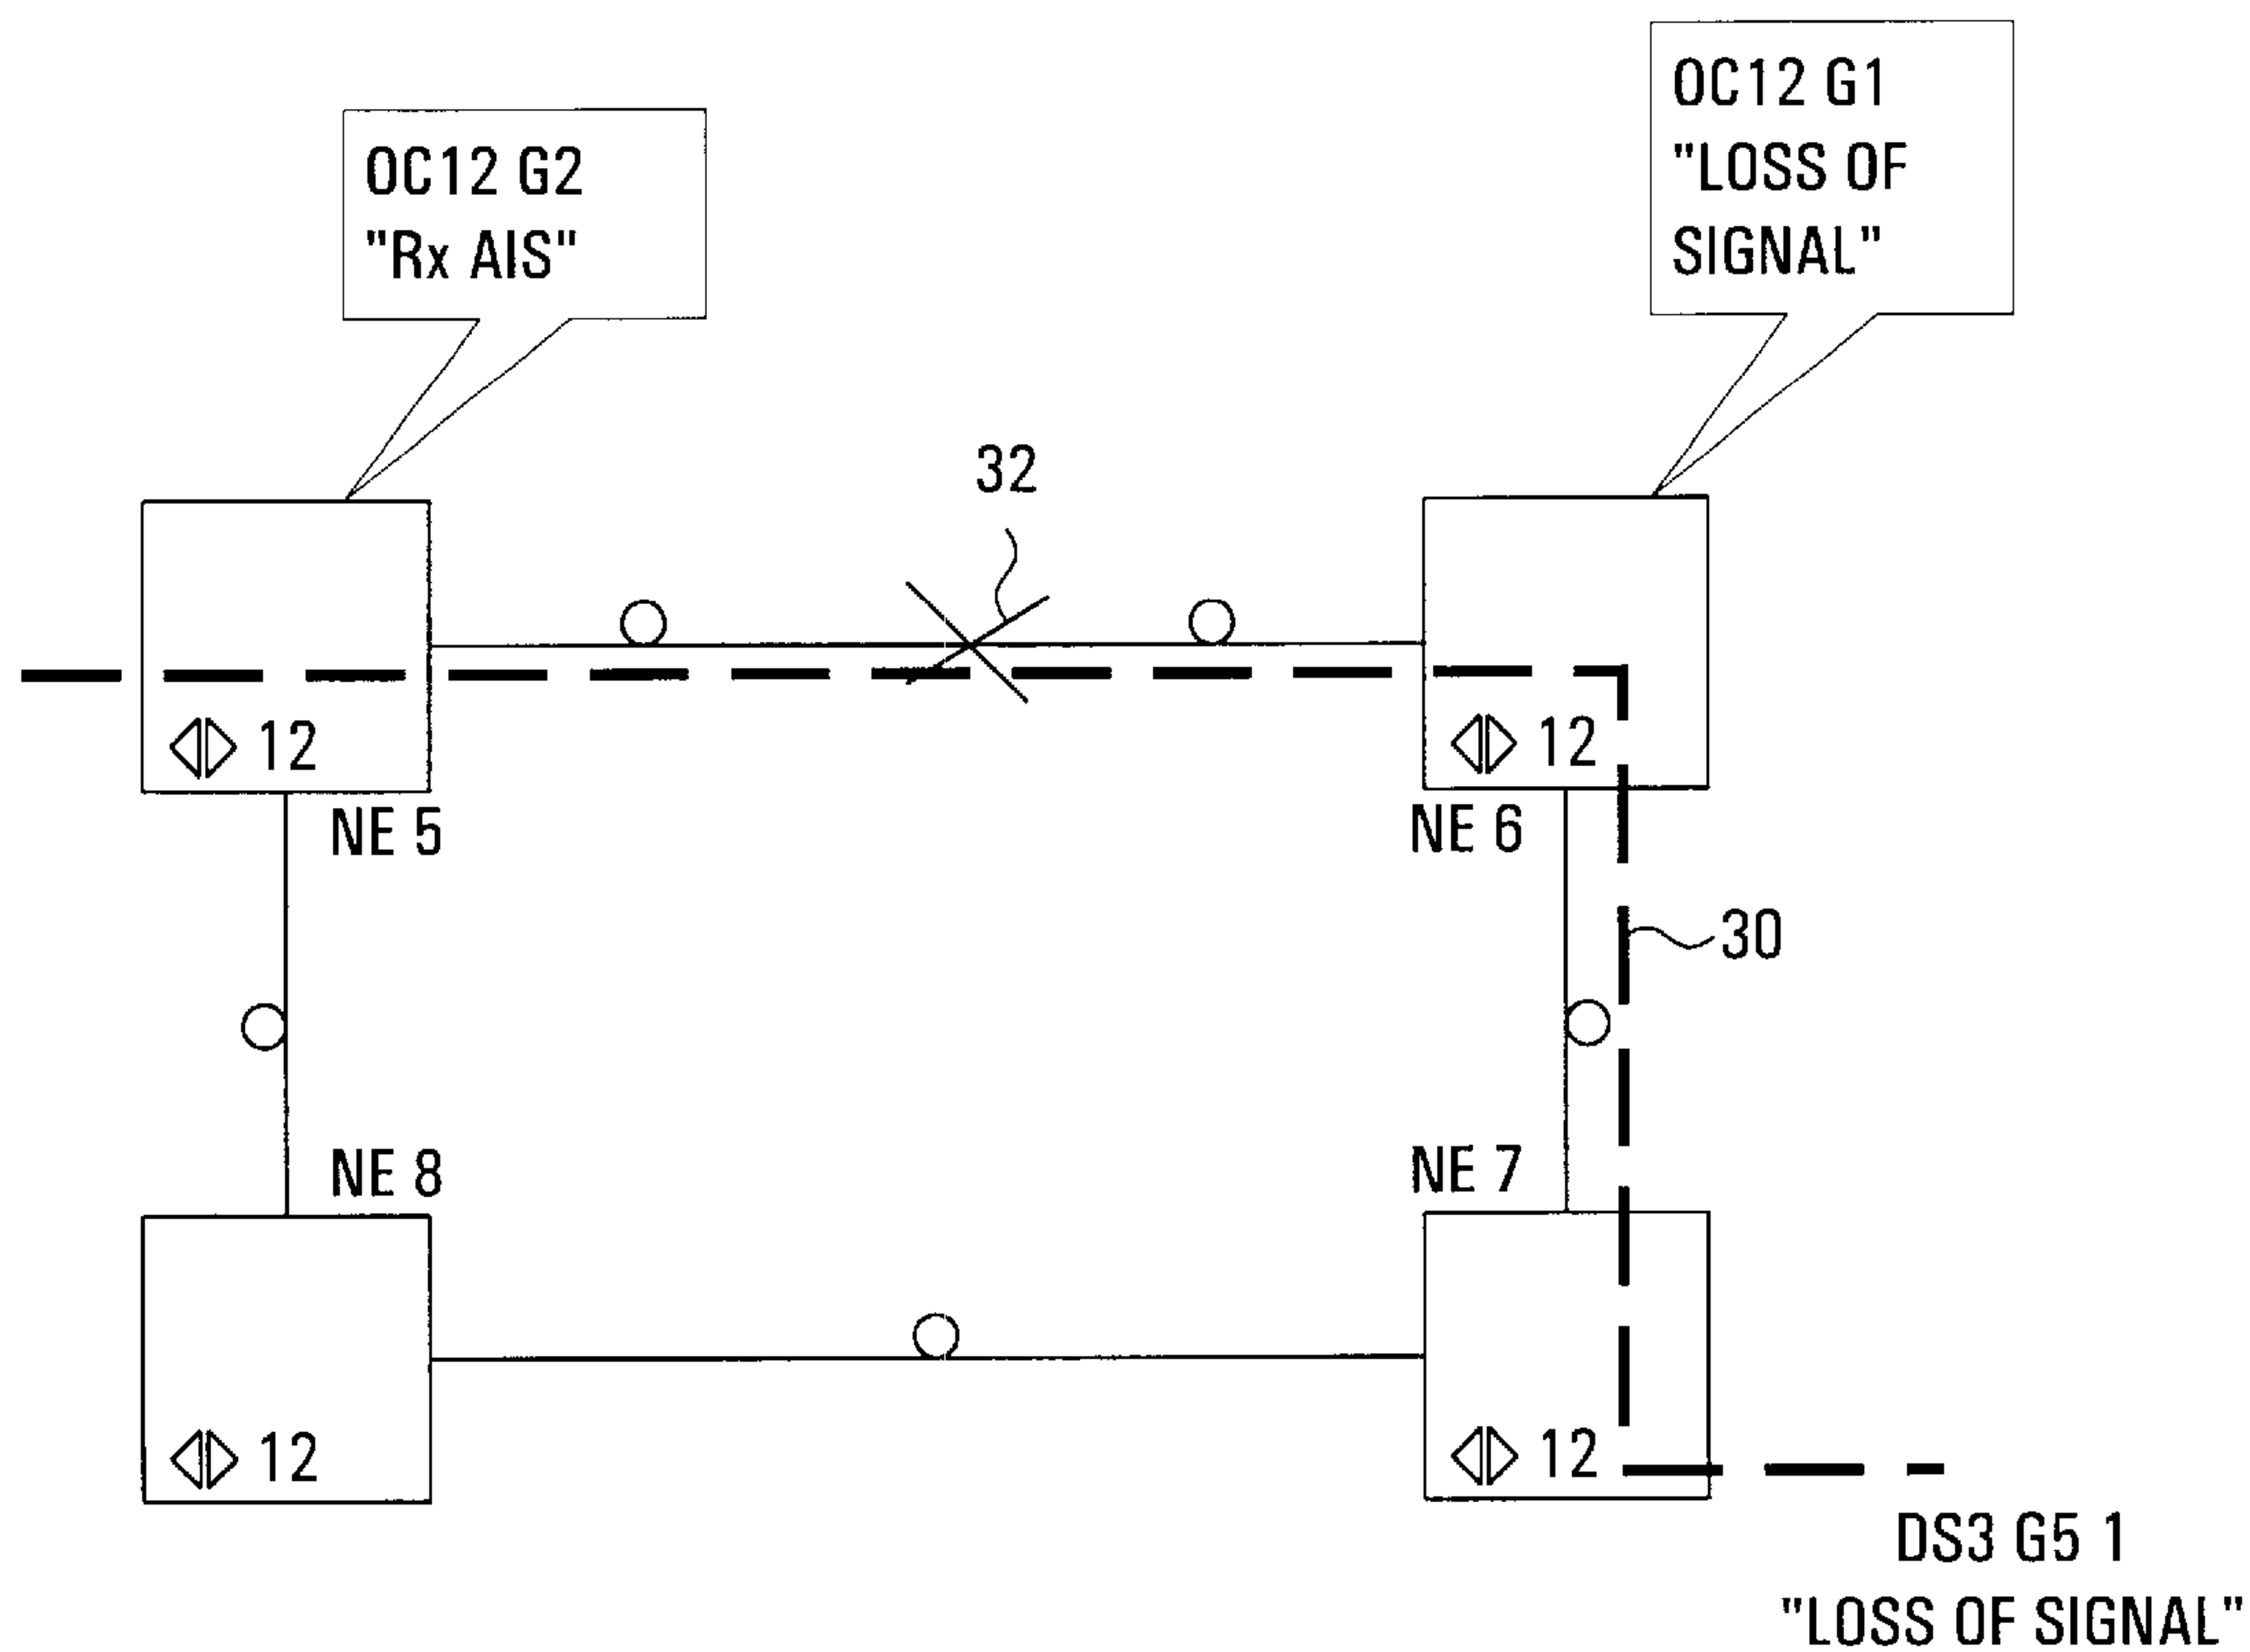 OC12 G2
"Rx AIS"
OC12 G1
"LOSS OF
SIGNAL"
32
12
NE 5
12
NE 6
30
NE 8
12
NE 7
12
DS3 G5 1
"LOSS OF SIGNAL"